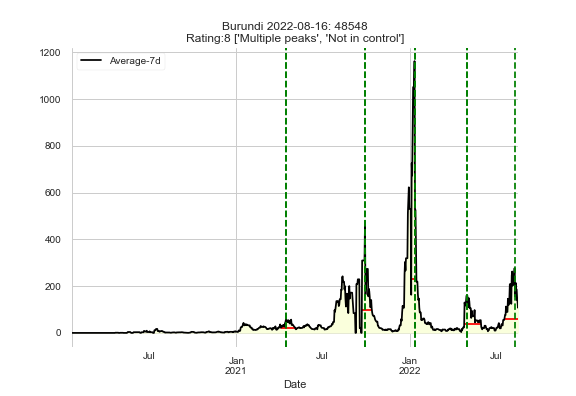 Burundi 2022-08-16: 48548
Rating:8 ['Multiple peaks', 'Not in control']
Average-7d
1200
1000
800
600
400
200
0
Jul
Jan
2021
Jul
Jan
2022
Jul
Date